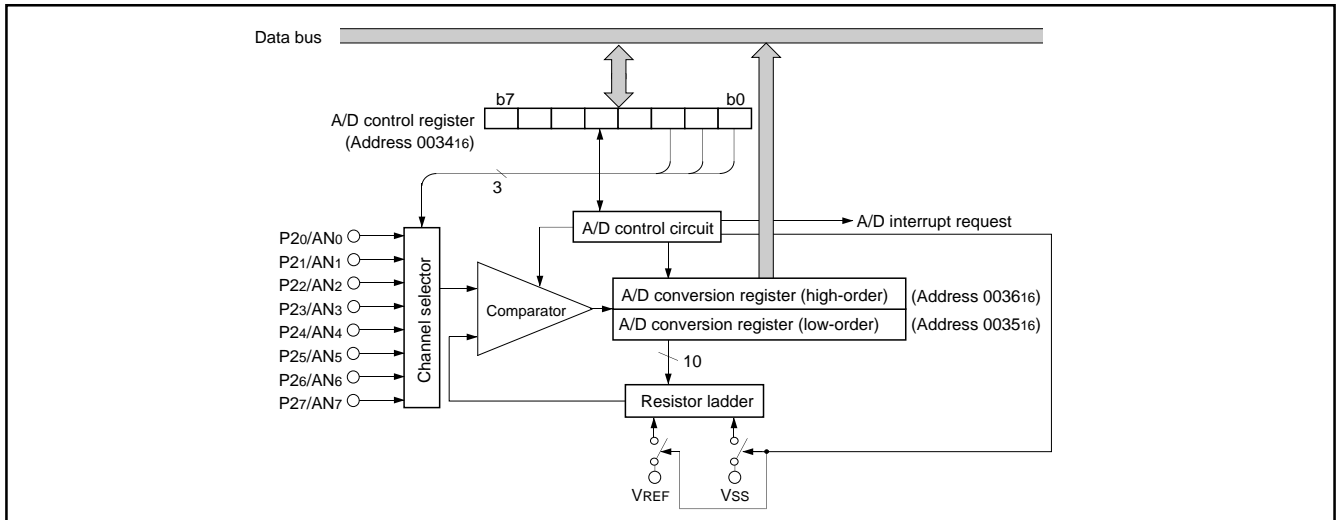 Data bus
b7 b0
A/D control register
(Address 003416)
3
A/D control circuit
A/D interrupt request
P20/AN0
P21/AN1
P22/AN2
P23/AN3
P24/AN4
P25/AN5
P26/AN6
P27/AN7
Channel selector
Comparator
A/D conversion register (high-order) (Address 003616)
A/D conversion register (low-order) (Address 003516)
10
Resistor ladder
VREF VSS